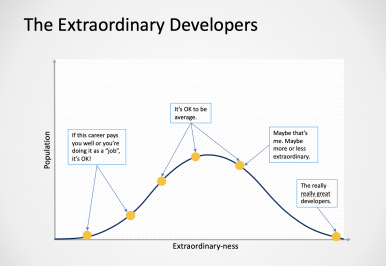 The Extraordinary Developers
It's OK to be
average.
If this career pays
you well or you're
doing it as a "job",
it's OK!
Maybe that's
me. Maybe
more or less
extraordinary.
The really
really great
developers.
Population
Extraordinary-ness